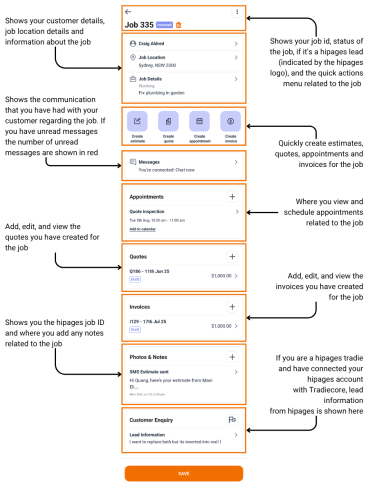 Shows your customer details,
job location details and
information about the job
Shows the communication
that you have had with your
customer regarding the job. If
you have unread messages
the number of unread
messages are shown in red
Add, edit, and view the
quotes you have created for
the job
Shows you the hipages job ID
and where you add any notes
related to the job
Job 335
Craig Aldred
Job Location
Sydney, NSW 2000
Job Details
Plumbing
Fix plumbing in garden
Create
estimate
Create
quote
Create
appointment
Create
invoice
Messages
You're connected! Chat now
Appointments
Quote Inspection
Tue 5th Aug, 10:00 am - 11:00 am
Add to calendar
Quotes
Q186 - 11th Jun 25
$1,000.00
Draft
Invoices
I129 - 17th Jul 25
$1,000.00
Draft
Photos & Notes
SMS Estimate sent
Hi Quang, here's your estimate from Mavi
Customer Enquiry
Lead Information
I want to replace bath but its inserted into wall I
SAVE
Shows your job id, status of
the job, if it's a hipages lead
(indicated by the hipages
logo), and the quick actions
menu related to the job
Quickly create estimates,
quotes, appointments and
invoices for the job
Where you view and
schedule appointments
related to the job
Add, edit, and view the
invoices you have created
for the job
If you are a hipages tradie
and have connected your
hipages account
with Tradiecore, lead
information
from hipages is shown here